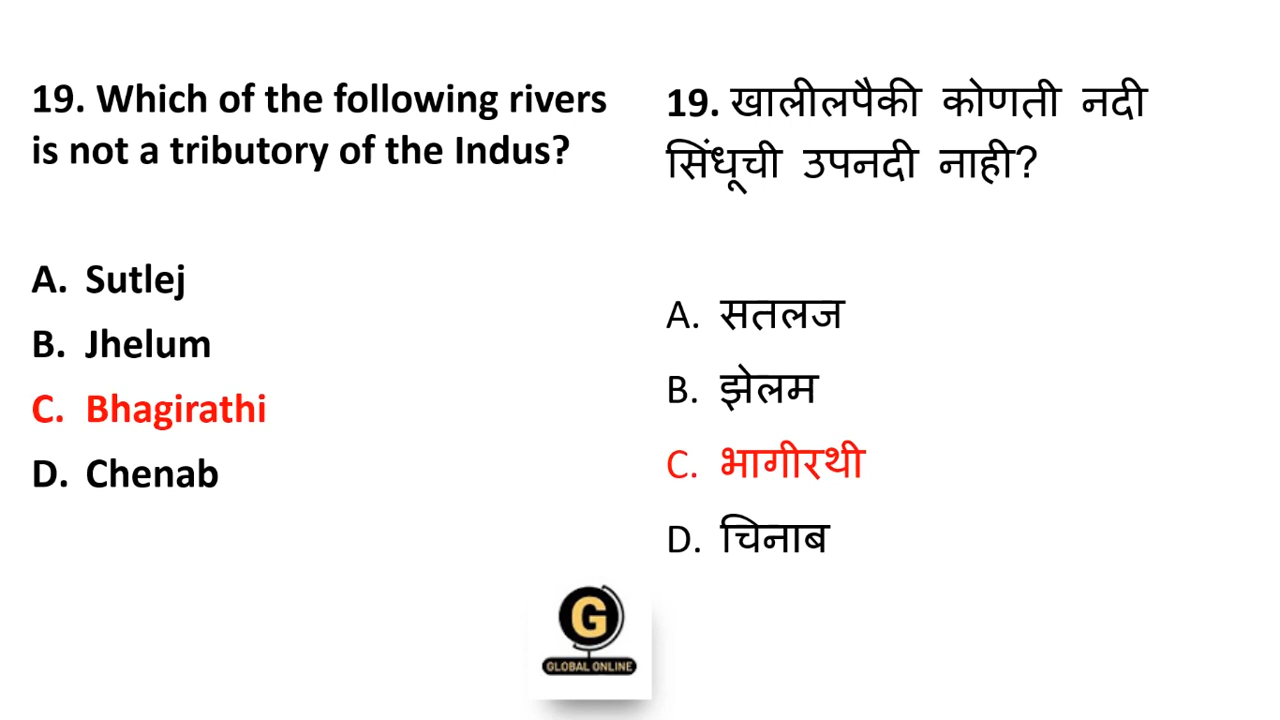 19. Which of the following rivers
is not a tributory of the Indus?
A. Sutlej
B. Jhelum
C. Bhagirathi
D. Chenab
19. खालीलपैकी कोणती नदी
सिंधूची उपनदी नाही?
A. सतलज
B. झेलम
C. भागीरथी
D. चिनाब
G
GLOBAL ONLINE